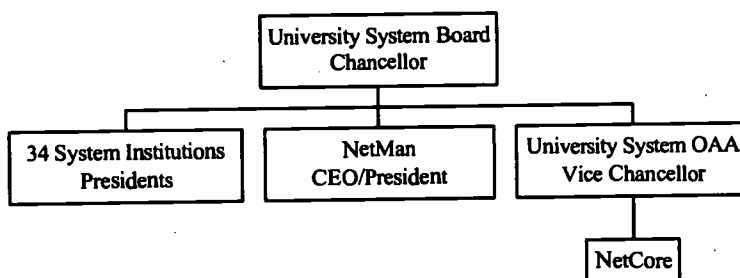 University System Board
Chancellor
34 System Institutions
Presidents
NetMan
CEO/President
University System OAA
Vice Chancellor
NetCore